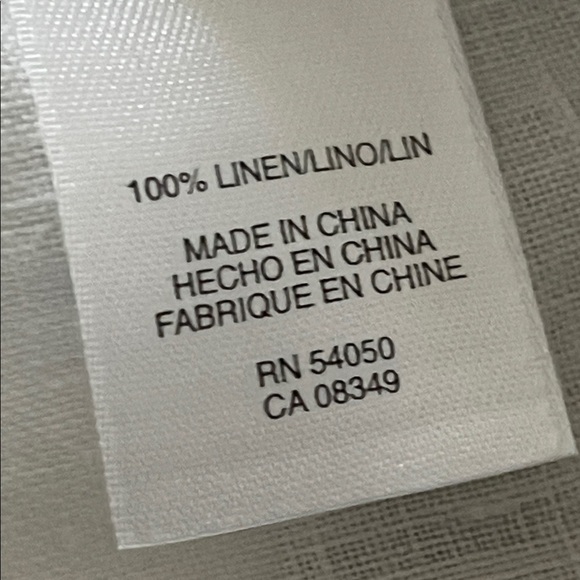 100% LINEN/LINO/LIN
MADE IN CHINA
HECHO EN CHINA
FABRIQUE EN CHINE
RN 54050
CA 08349